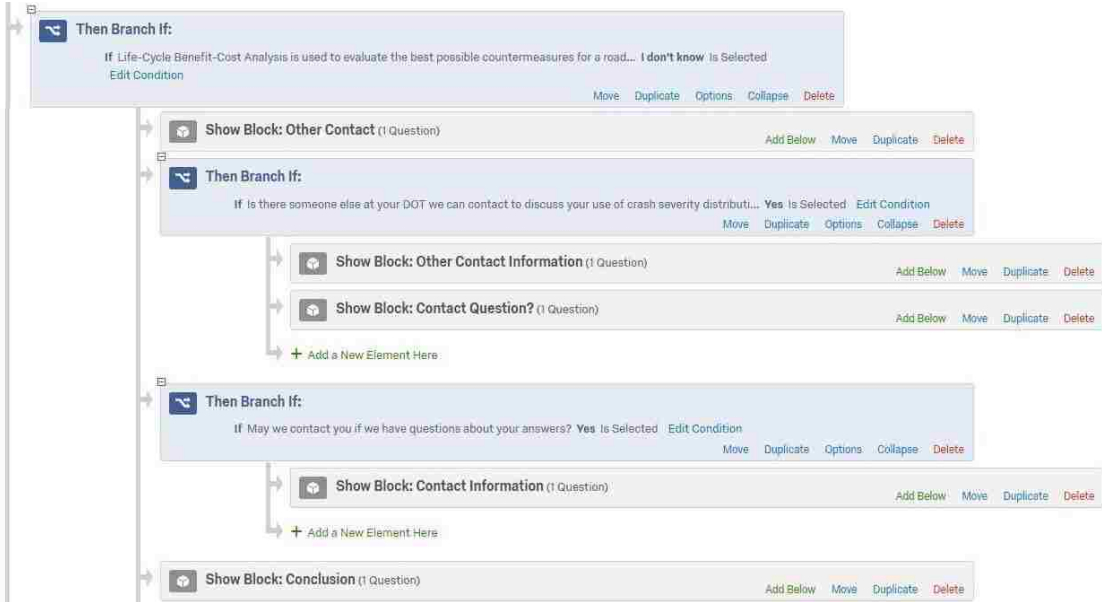 Then Branch If:
If Life-Cycle Benefit-Cost Analysis is used to evaluate the best possible countermeasures for a road... I don't know Is Selected
Edit Condition
Move Duplicate Options Collapse Delete
Show Block: Other Contact (1 Question)
Add Below Move Duplicate Delete
Then Branch If:
If Is there someone else at your DOT we can contact to discuss your use of crash severity distributi... Yes Is Selected Edit Condition
Move Duplicate Options Collapse Delete
Show Block: Other Contact Information (1 Question)
Add Below Move Duplicate Delete
Show Block: Contact Question? (1 Question)
Add Below Move Duplicate Delete
+ Add a New Element Here
Then Branch If:
If May we contact you if we have questions about your answers? Yes Is Selected Edit Condition
Move Duplicate Options Collapse Delete
Show Block: Contact Information (1 Question)
Add Below Move Duplicate Delete
+ Add a New Element Here
Show Block: Conclusion (1 Question)
Add Below Move Duplicate Delete